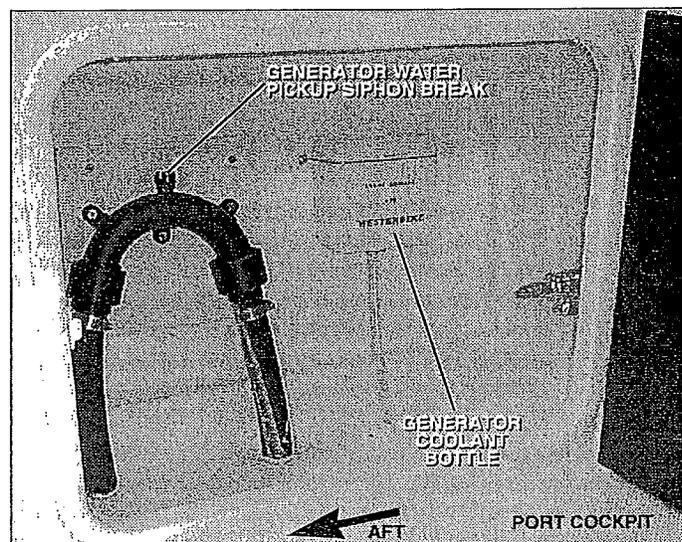 GENERATOR WATER
PICKUP SIPHON BREAK
WESTERBEKE
GENERATOR
COOLANT
BOTTLE
AFT
PORT COCKPIT